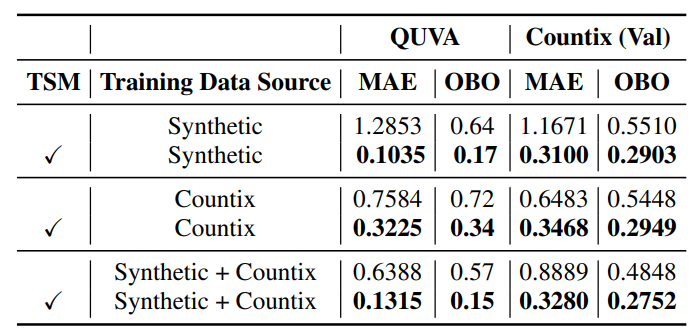 QUVA Countix (Val)
TSM Training Data Source MAE OBO MAE OBO
Synthetic 1.2853 0.64 1.1671 0.5510
✓ Synthetic 0.1035 0.17 0.3100 0.2903
Countix 0.7584 0.72 0.6483 0.5448
✓ Countix 0.3225 0.34 0.3468 0.2949
Synthetic + Countix 0.6388 0.57 0.8889 0.4848
✓ Synthetic + Countix 0.1315 0.15 0.3280 0.2752